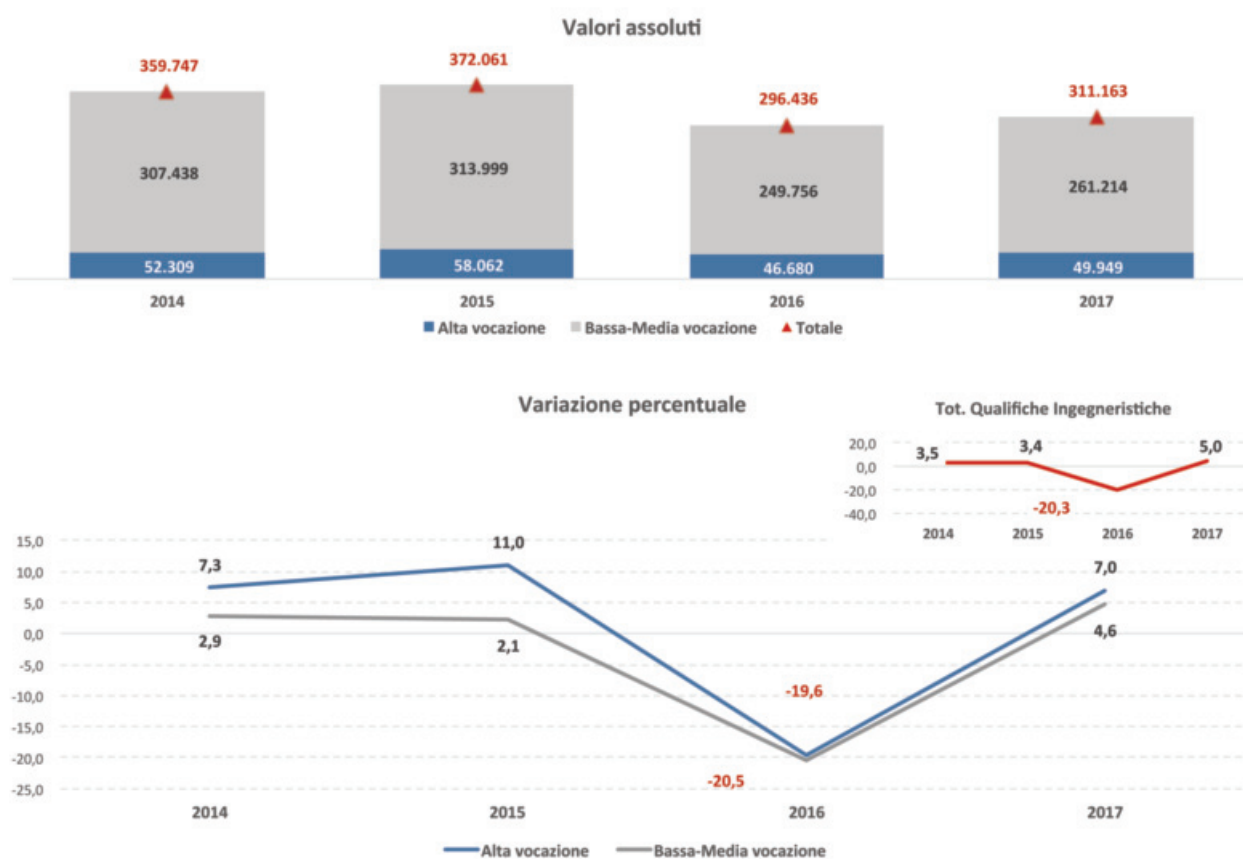 Valori assoluti
359.747 372.061 296.436 311.163
307.438 313.999 249.756 261.214
52.309 58.062 46.680 49.949
2014 2015 2016 2017
Alta vocazione Bassa-Media vocazione Totale
Variazione percentuale
Tot. Qualifiche Ingegneristiche
20,0
0,0
-20,0
-40,0
3,5 3,4 -20,3 5,0
2014 2015 2016 2017
15,0
10,0
5,0
0,0
-5,0
-10,0
-15,0
-20,0
-25,0
7,3 11,0 -19,6 7,0
2,9 2,1 -20,5 4,6
2014 2015 2016 2017
Alta vocazione Bassa-Media vocazione